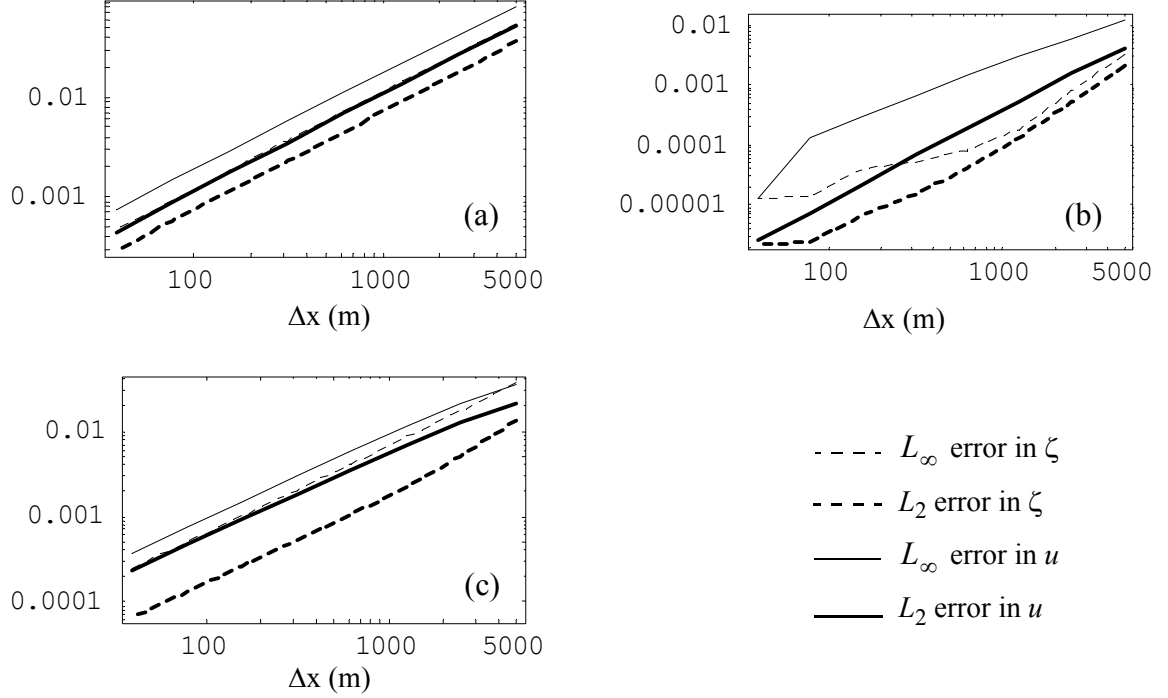 0.01
0.001
(a)
100
1000
5000
Δx (m)
0.01
0.001
0.0001
0.00001
(b)
100
1000
5000
Δx (m)
0.01
0.001
0.0001
(c)
100
1000
5000
Δx (m)
L∞ error in ζ
L2 error in ζ
L∞ error in u
L2 error in u